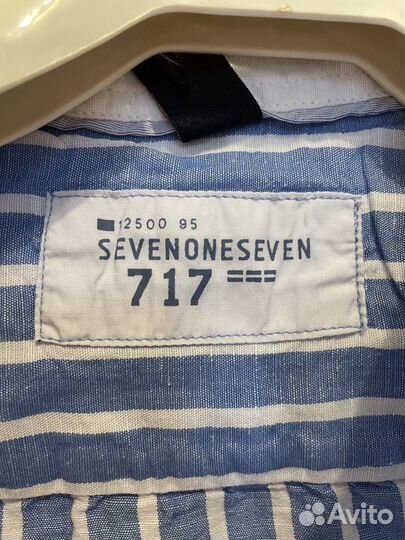 12500 95
SEVENONESEVEN
717 ===
Avito